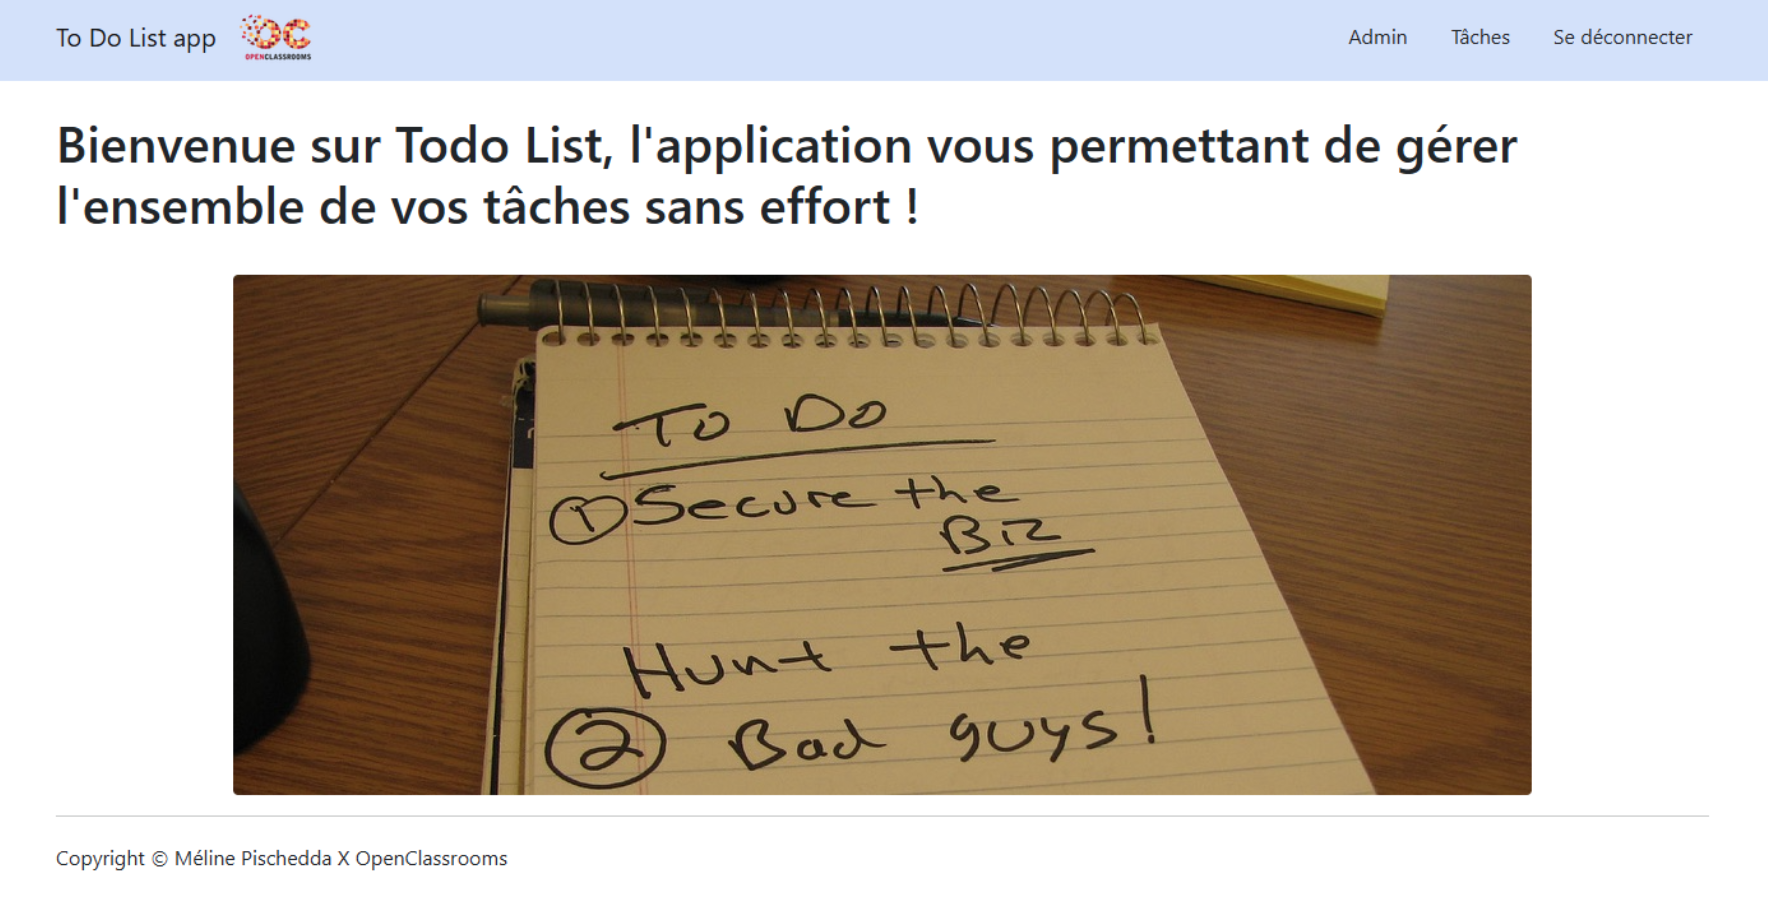 To Do List app
OPENCLASSROOMS
Admin
Tâches
Se déconnecter
Bienvenue sur Todo List, l'application vous permettant de gérer
l'ensemble de vos tâches sans effort !
To Do
① Secure the
Biz
Hunt the
② Bad guys!
Copyright © Méline Pischedda X OpenClassrooms